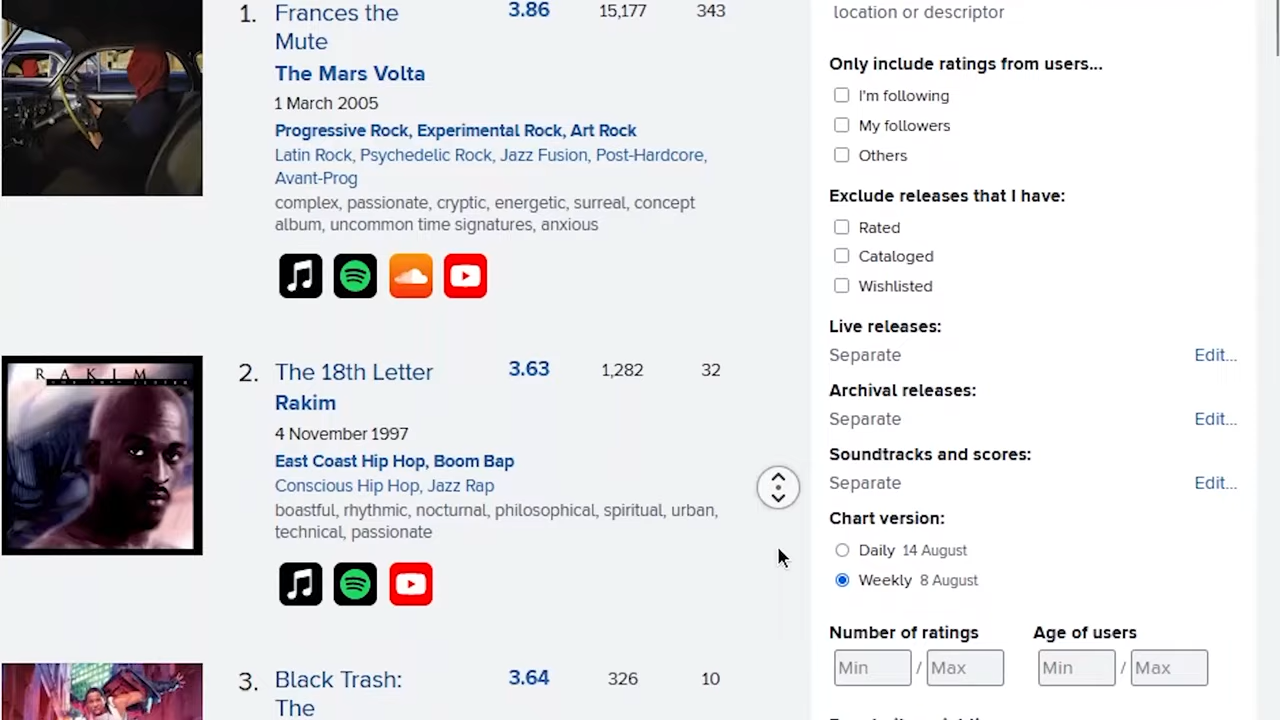 1.
Frances the
Mute
3.86
15,177
343
The Mars Volta
1 March 2005
Progressive Rock, Experimental Rock, Art Rock
Latin Rock, Psychedelic Rock, Jazz Fusion, Post-Hardcore,
Avant-Prog
complex, passionate, cryptic, energetic, surreal, concept
album, uncommon time signatures, anxious
RAKIM
2.
The 18th Letter
3.63
1,282
32
Rakim
4 November 1997
East Coast Hip Hop, Boom Bap
Conscious Hip Hop, Jazz Rap
boastful, rhythmic, nocturnal, philosophical, spiritual, urban,
technical, passionate
3.
Black Trash:
The
3.64
326
10
location or descriptor
Only include ratings from users...
I'm following
My followers
Others
Exclude releases that I have:
Rated
Cataloged
Wishlisted
Live releases:
Separate
Edit...
Archival releases:
Separate
Edit...
Soundtracks and scores:
Separate
Edit...
Chart version:
Daily 14 August
Weekly 8 August
Number of ratings
Age of users
Min / Max
Min / Max